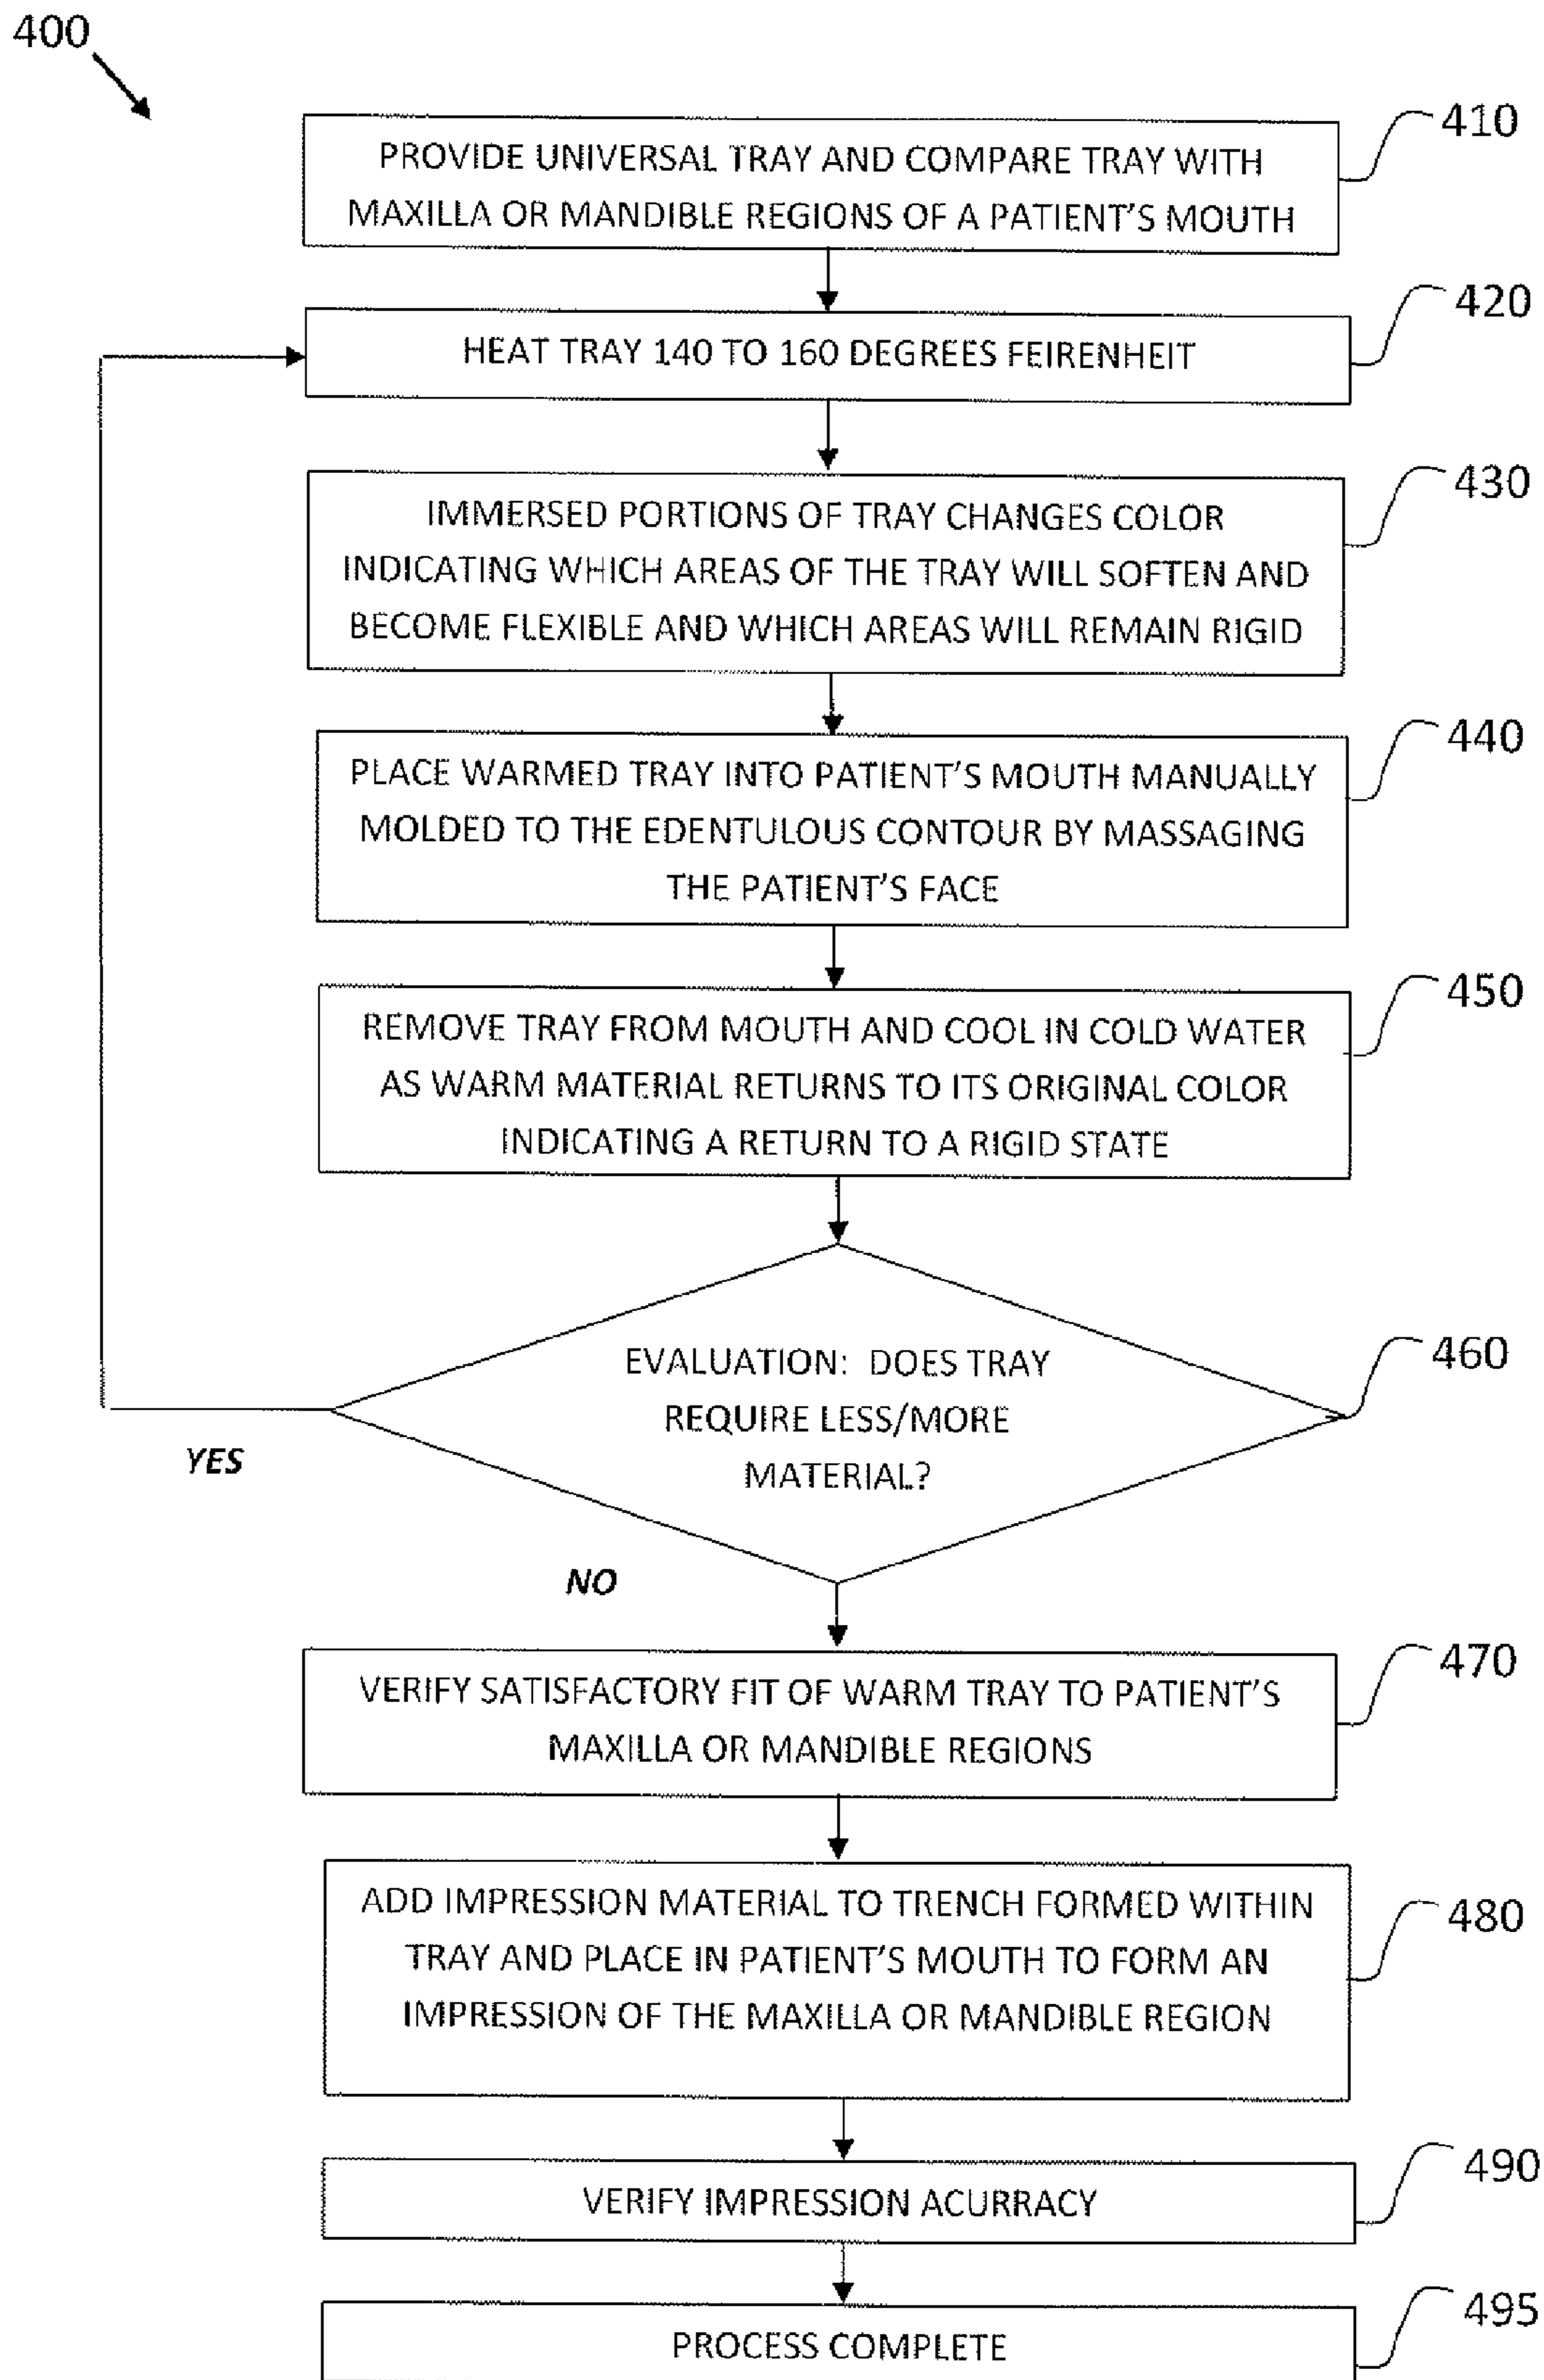 400
PROVIDE UNIVERSAL TRAY AND COMPARE TRAY WITH
MAXILLA OR MANDIBLE REGIONS OF A PATIENT'S MOUTH
410
HEAT TRAY 140 TO 160 DEGREES FEIRENHEIT
420
IMMERSED PORTIONS OF TRAY CHANGES COLOR
INDICATING WHICH AREAS OF THE TRAY WILL SOFTEN AND
BECOME FLEXIBLE AND WHICH AREAS WILL REMAIN RIGID
430
PLACE WARMED TRAY INTO PATIENT'S MOUTH MANUALLY
MOLDED TO THE EDENTULOUS CONTOUR BY MASSAGING
THE PATIENT'S FACE
440
REMOVE TRAY FROM MOUTH AND COOL IN COLD WATER
AS WARM MATERIAL RETURNS TO ITS ORIGINAL COLOR
INDICATING A RETURN TO A RIGID STATE
450
EVALUATION: DOES TRAY
REQUIRE LESS/MORE
MATERIAL?
460
YES
NO
VERIFY SATISFACTORY FIT OF WARM TRAY TO PATIENT'S
MAXILLA OR MANDIBLE REGIONS
470
ADD IMPRESSION MATERIAL TO TRENCH FORMED WITHIN
TRAY AND PLACE IN PATIENT'S MOUTH TO FORM AN
IMPRESSION OF THE MAXILLA OR MANDIBLE REGION
480
VERIFY IMPRESSION ACURRACY
490
PROCESS COMPLETE
495